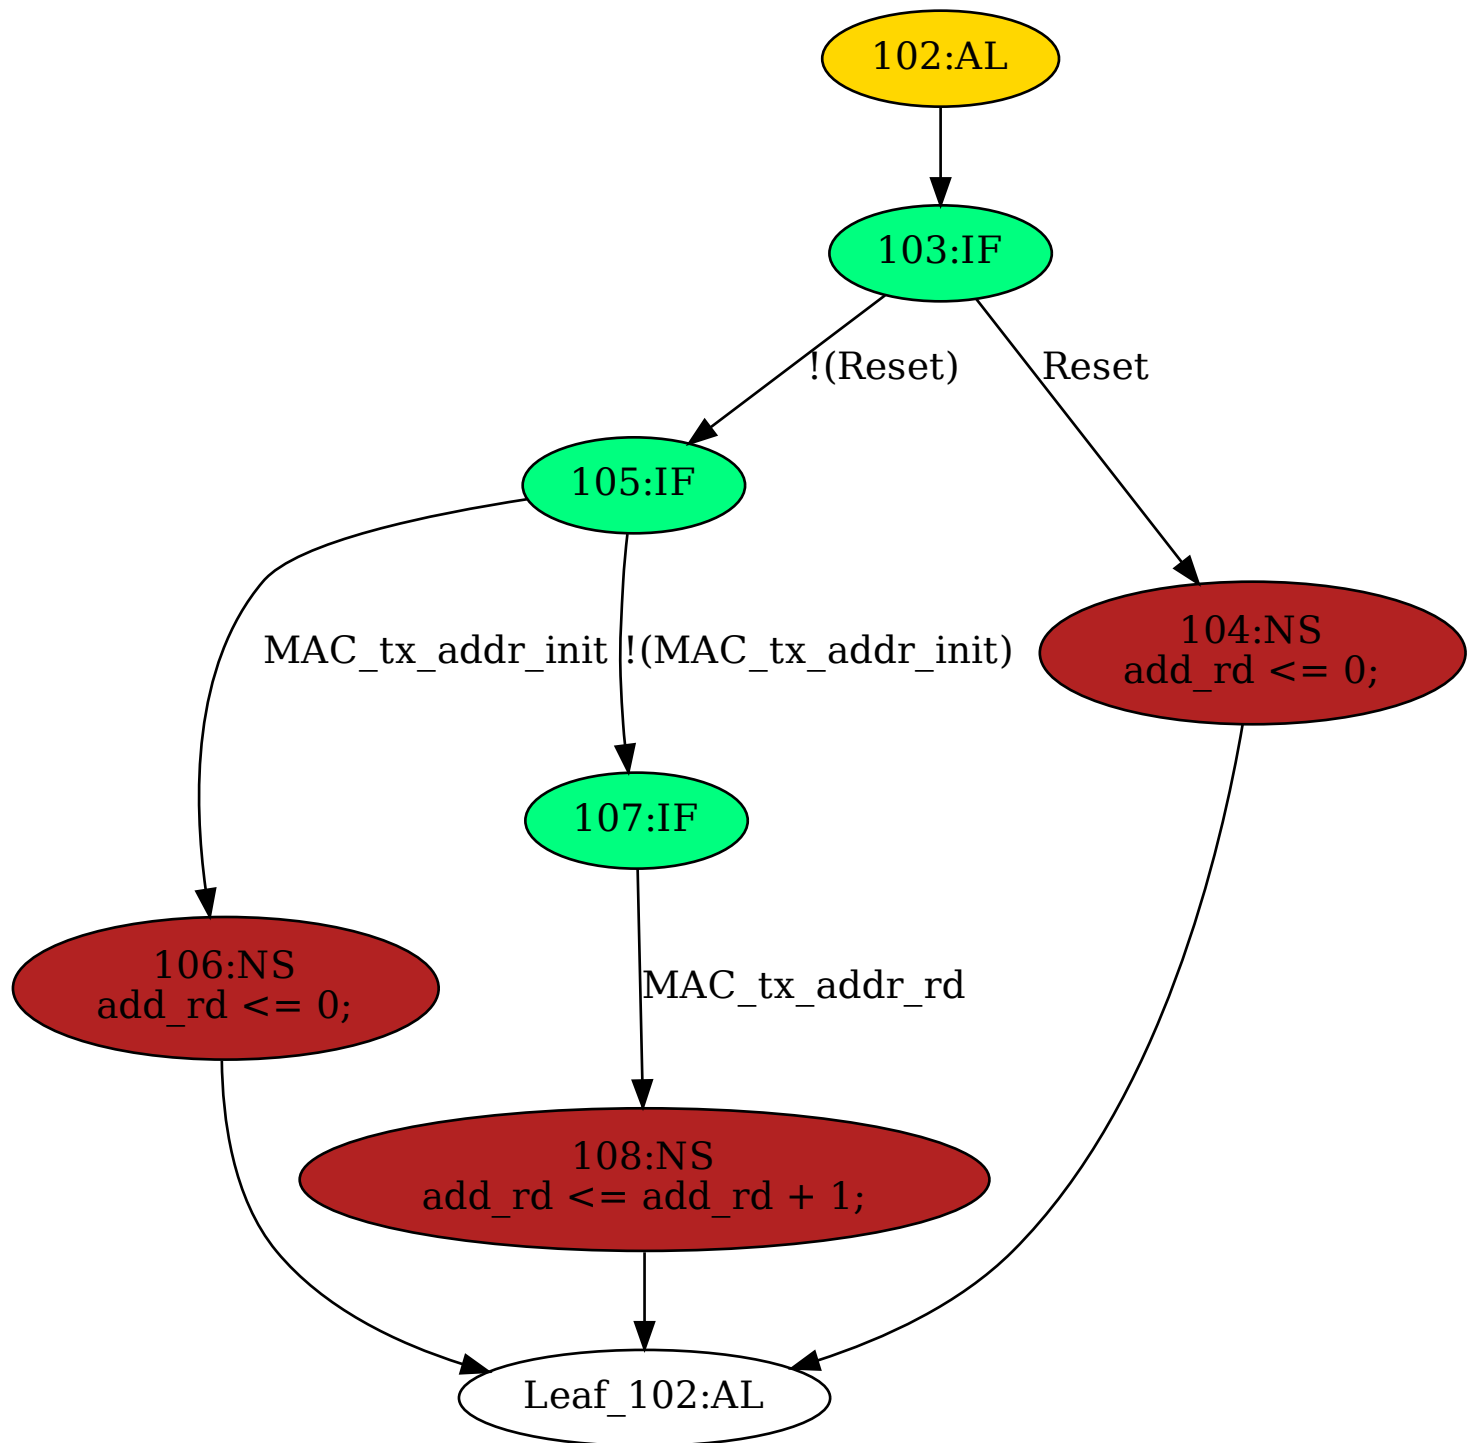 102:AL
103:IF
!(Reset)
Reset
105:IF
104:NS
add_rd <= 0;
MAC_tx_addr_init
!(MAC_tx_addr_init)
107:IF
106:NS
add_rd <= 0;
MAC_tx_addr_rd
108:NS
add_rd <= add_rd + 1;
Leaf_102:AL